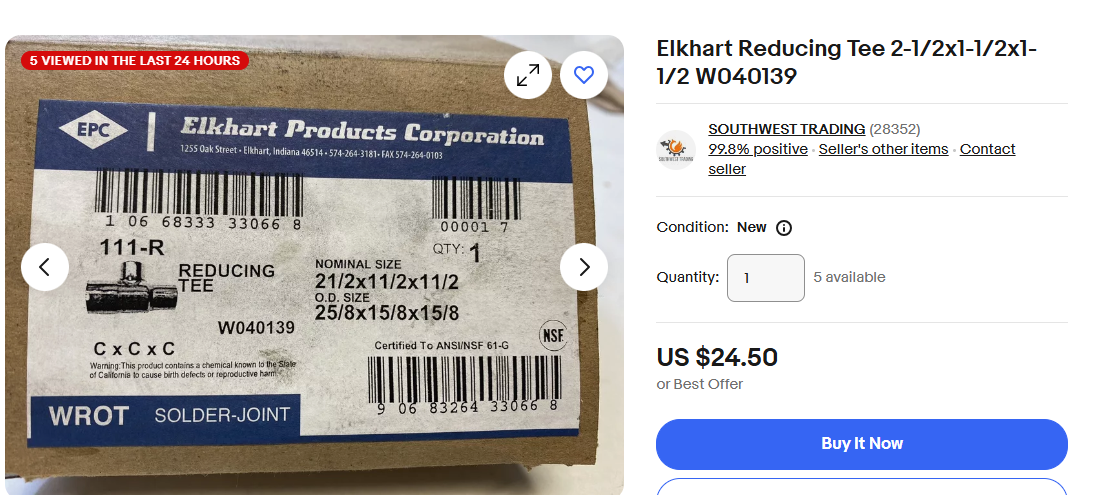 5 VIEWED IN THE LAST 24 HOURS
EPC
Elkhart Products Corporation
1255 Oak Street • Elkhart, Indiana 46514 • 574-264-3181 • FAX 574-264-0103
1 06 68333 33066 8
00001 7
111-R
QTY: 1
REDUCING
TEE
NOMINAL SIZE
21/2x11/2x11/2
O.D. SIZE
25/8x15/8x15/8
W040139
NSF
C x C x C
Certified To ANSI/NSF 61-G
Warning:This product contains a chemical known to the State
of California to cause birth defects or reproductive harm.
9 06 83264 33066 8
WROT SOLDER-JOINT
Elkhart Reducing Tee 2-1/2x1-1/2x1-
1/2 W040139
SOUTHWEST TRADING
SOUTHWEST TRADING (28352)
99.8% positive · Seller's other items · Contact
seller
Condition: New
Quantity: 1 5 available
US $24.50
or Best Offer
Buy It Now